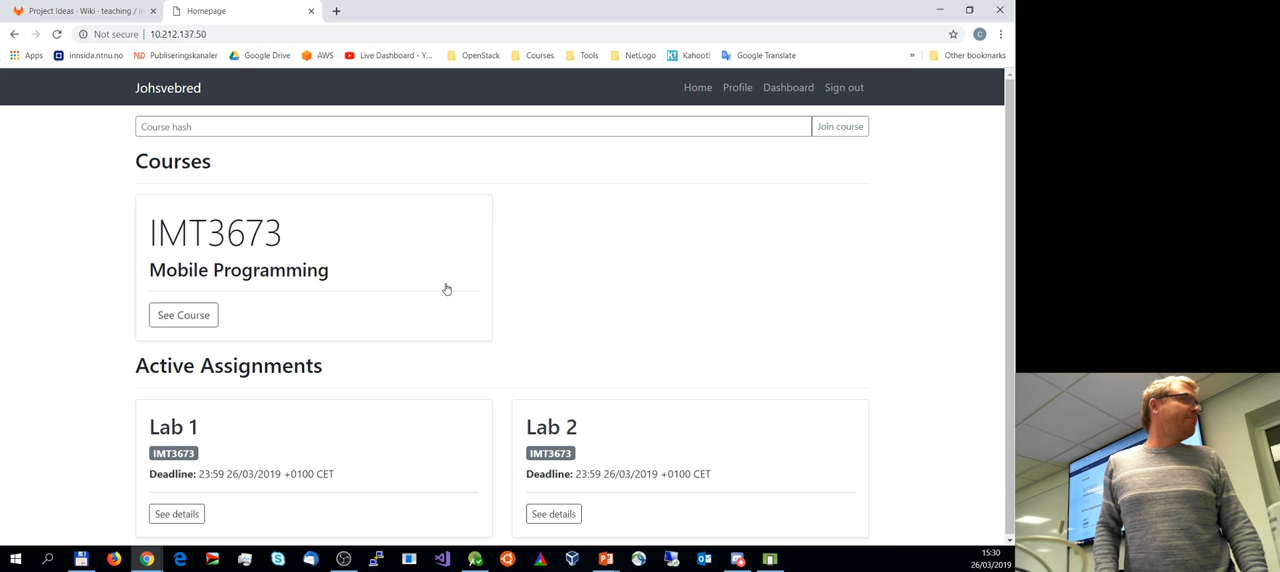 Project Ideas · Wiki · teaching / i
Homepage
Not secure
10.212.137.50
Apps
innsida.ntnu.no
Publiseringskanaler
Google Drive
AWS
Live Dashboard - Y...
OpenStack
Courses
Tools
NetLogo
Kahoot!
Google Translate
»
Other bookmarks
Johsvebred
Home
Profile
Dashboard
Sign out
Course hash
Join course
Courses
IMT3673
Mobile Programming
See Course
Active Assignments
Lab 1
IMT3673
Deadline: 23:59 26/03/2019 +0100 CET
See details
Lab 2
IMT3673
Deadline: 23:59 26/03/2019 +0100 CET
See details
15:30
26/03/2019